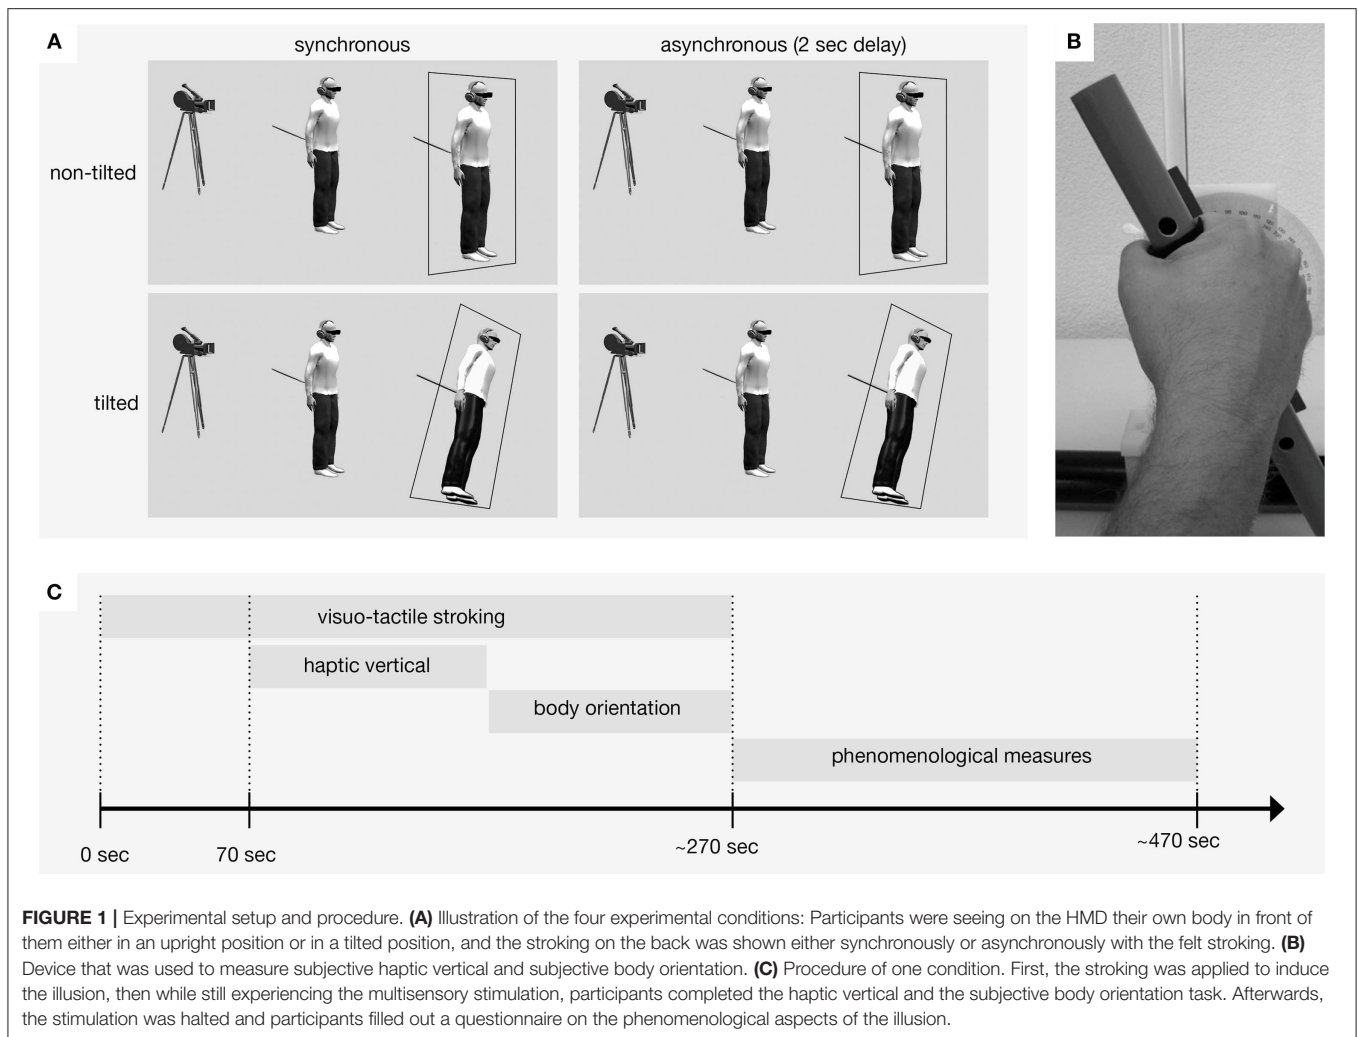 A
synchronous
asynchronous (2 sec delay)
B
non-tilted
tilted
C
visuo-tactile stroking
haptic vertical
body orientation
phenomenological measures
0 sec
70 sec
~270 sec
~470 sec
FIGURE 1 | Experimental setup and procedure. (A) Illustration of the four experimental conditions: Participants were seeing on the HMD their own body in front of
them either in an upright position or in a tilted position, and the stroking on the back was shown either synchronously or asynchronously with the felt stroking. (B)
Device that was used to measure subjective haptic vertical and subjective body orientation. (C) Procedure of one condition. First, the stroking was applied to induce
the illusion, then while still experiencing the multisensory stimulation, participants completed the haptic vertical and the subjective body orientation task. Afterwards,
the stimulation was halted and participants filled out a questionnaire on the phenomenological aspects of the illusion.